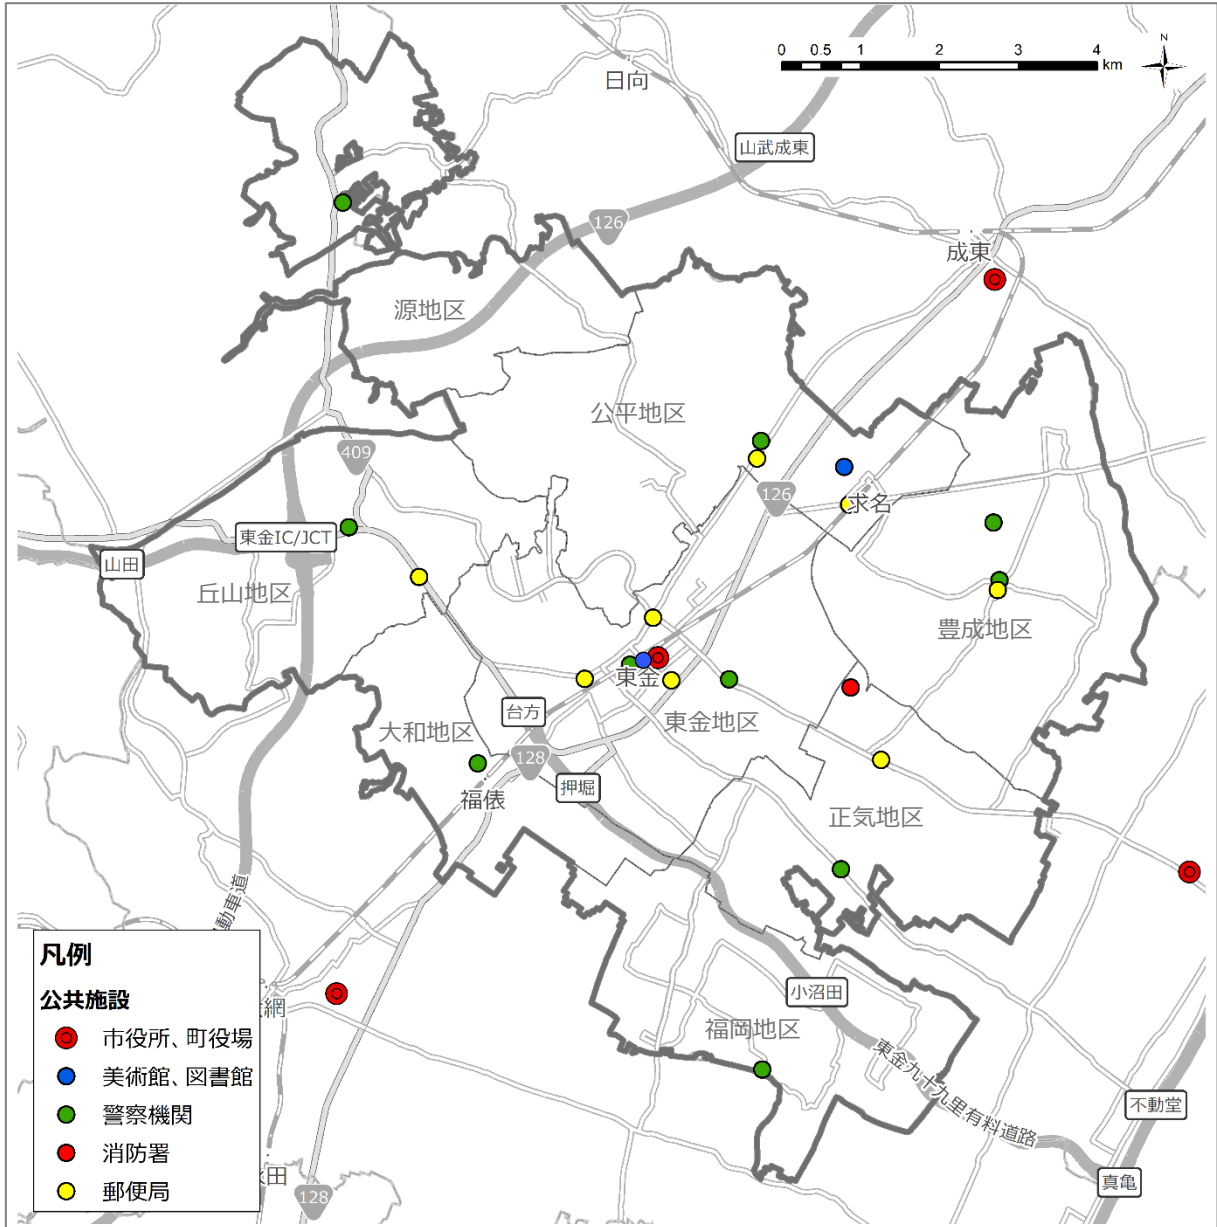 0 0.5 1 2 3 4
km
N
日向
山武成東
126
成東
源地区
公平地区
409
126
求名
東金IC/JCT
山田
丘山地区
豊成地区
東金
台方
東金地区
大和地区
128
押堀
福俵
正気地区
動車道
小沼田
福岡地区
東金九十九里有料道路
不動堂
真亀
網
田
128
凡例
公共施設
市役所、町役場
美術館、図書館
警察機関
消防署
郵便局